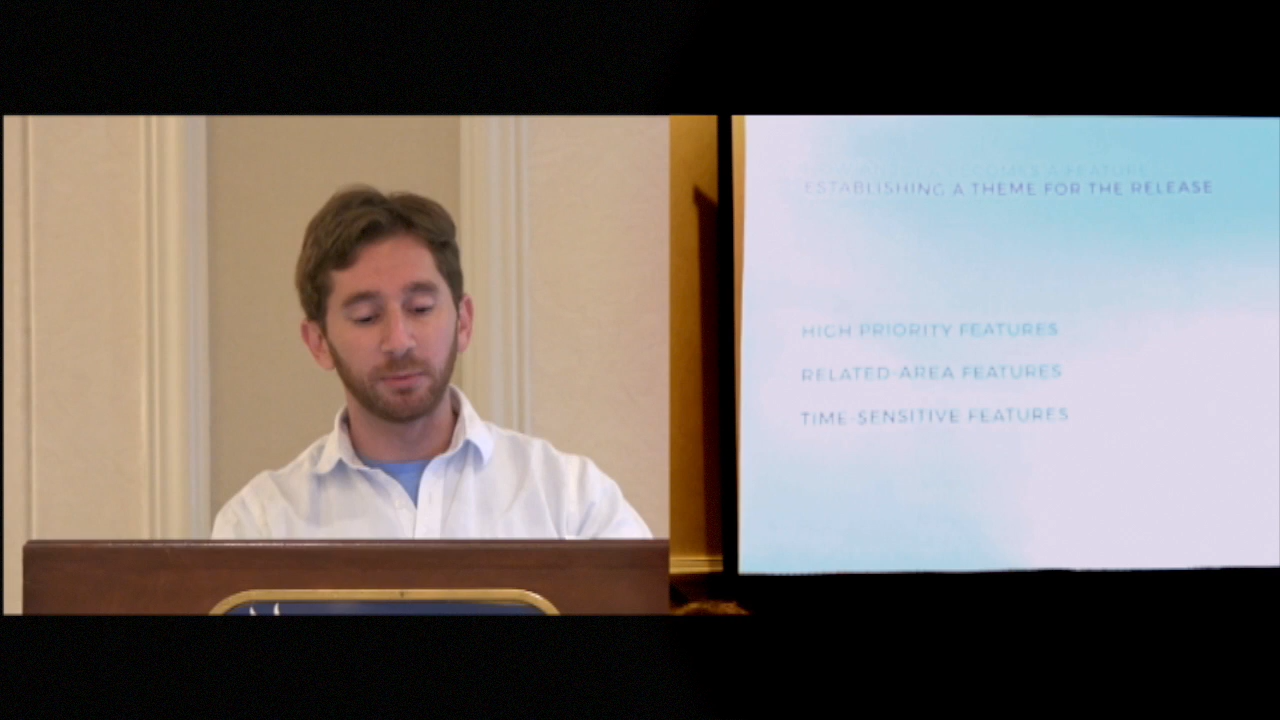 ESTABLISHING A THEME FOR THE RELEASE
HIGH PRIORITY FEATURES
RELATED-AREA FEATURES
TIME-SENSITIVE FEATURES